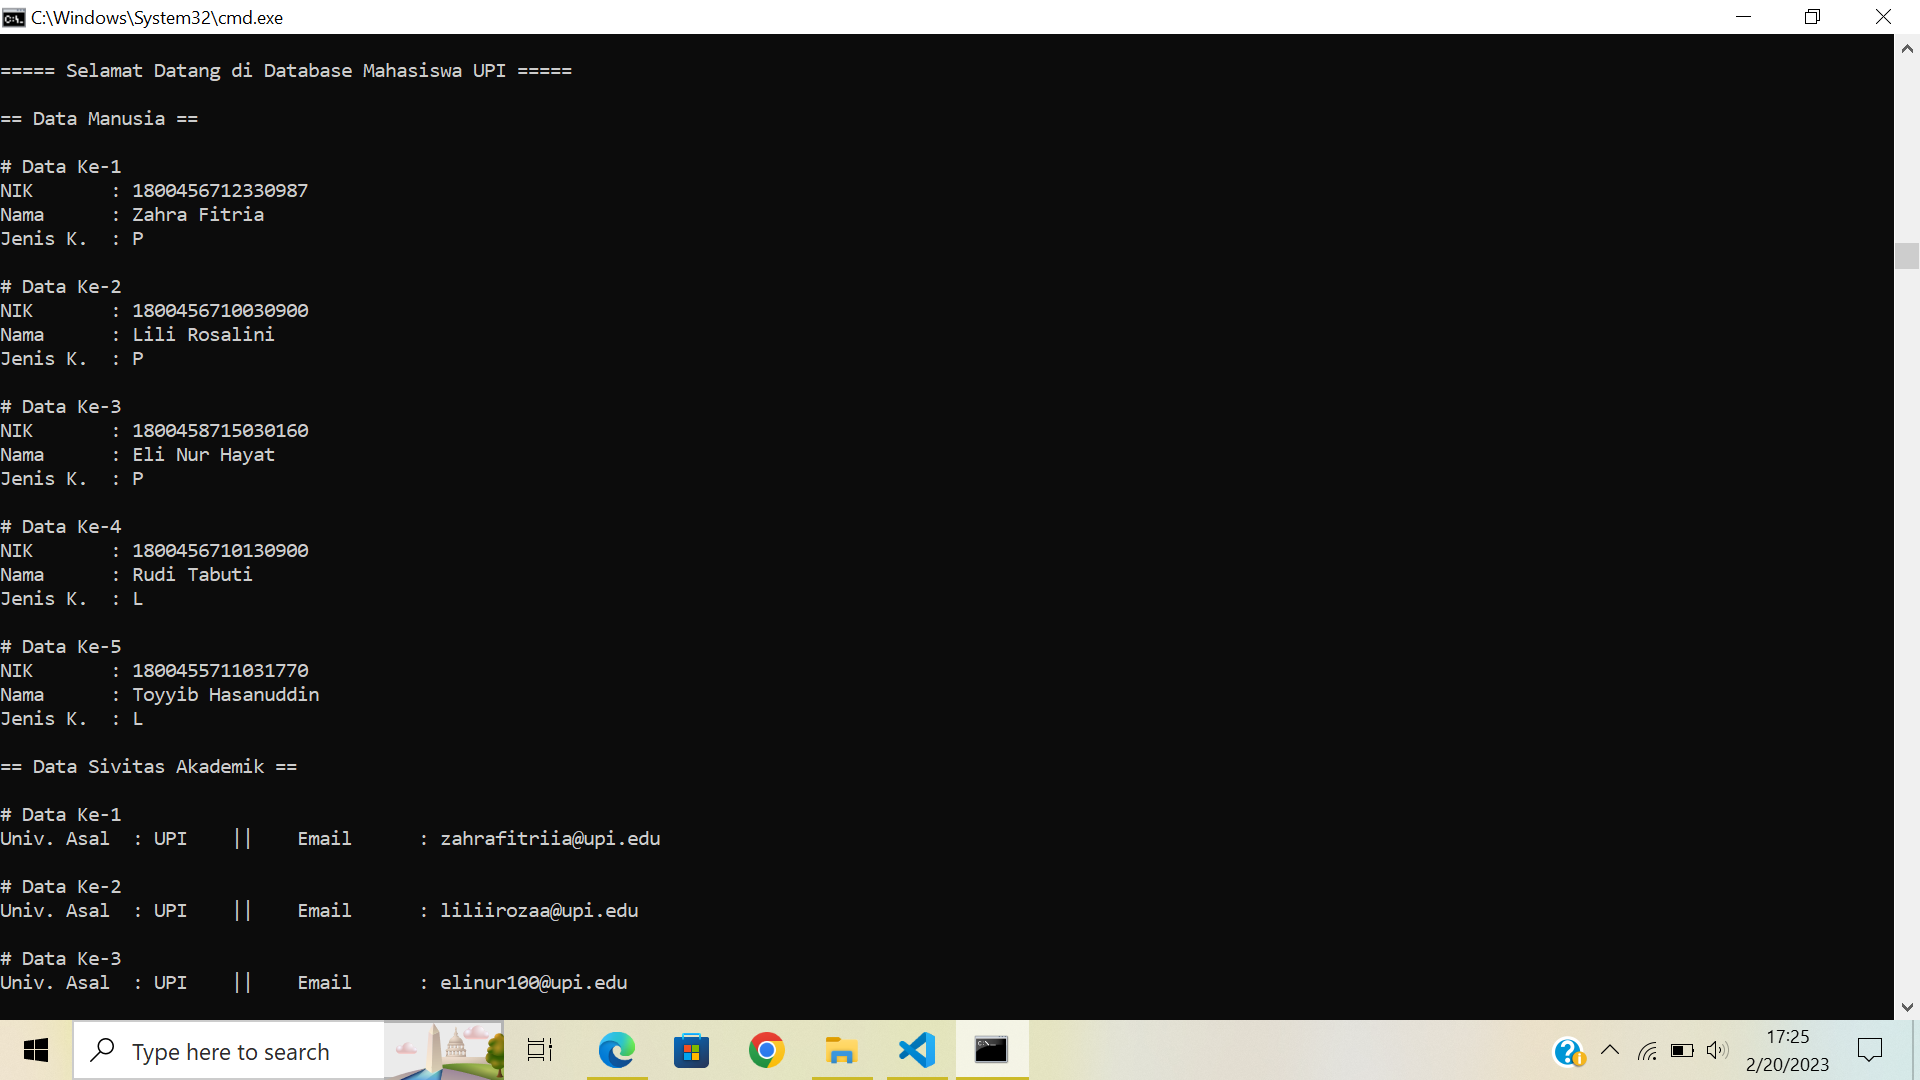 C:\Windows\System32\cmd.exe
===== Selamat Datang di Database Mahasiswa UPI =====
== Data Manusia ==
# Data Ke-1
NIK : 1800456712330987
Nama : Zahra Fitria
Jenis K. : P
# Data Ke-2
NIK : 1800456710030900
Nama : Lili Rosalini
Jenis K. : P
# Data Ke-3
NIK : 1800458715030160
Nama : Eli Nur Hayat
Jenis K. : P
# Data Ke-4
NIK : 1800456710130900
Nama : Rudi Tabuti
Jenis K. : L
# Data Ke-5
NIK : 1800455711031770
Nama : Toyyib Hasanuddin
Jenis K. : L
== Data Sivitas Akademik ==
# Data Ke-1
Univ. Asal : UPI || Email : zahrafitriia@upi.edu
# Data Ke-2
Univ. Asal : UPI || Email : liliirozaa@upi.edu
# Data Ke-3
Univ. Asal : UPI || Email : elinur100@upi.edu
Type here to search
17:25
2/20/2023